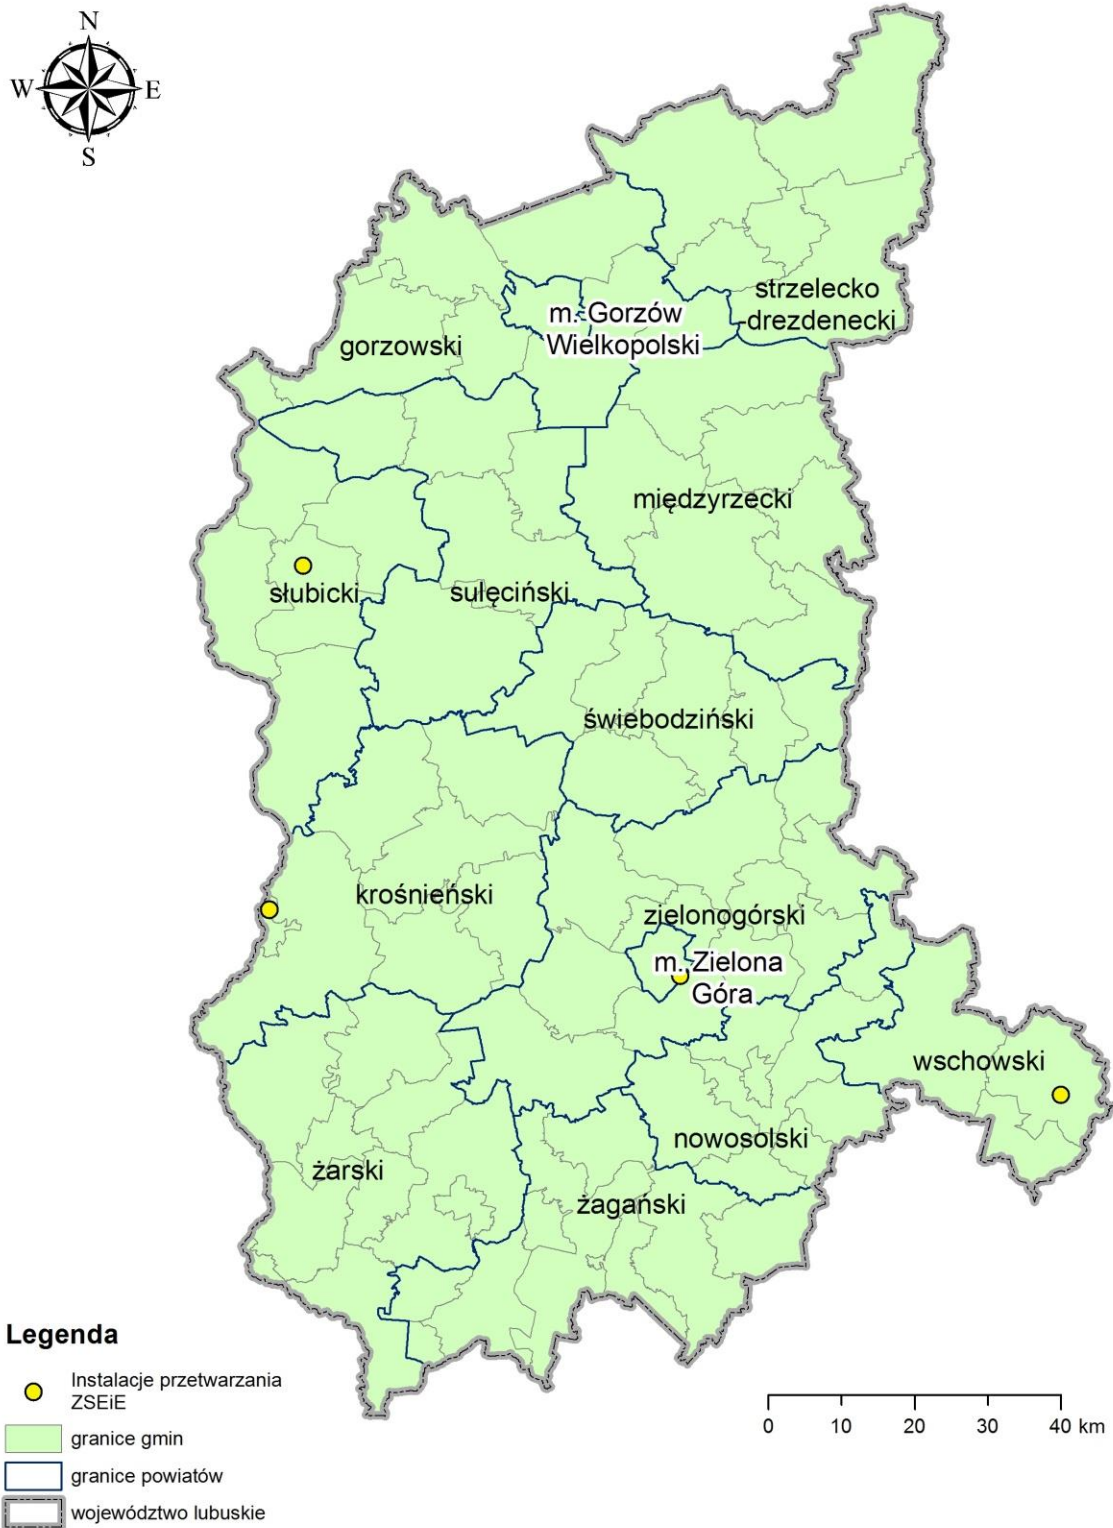 N
W
E
S
strzelecko
-drezdenecki
m. Gorzów
Wielkopolski
gorzowski
międzyrzecki
słubicki
sulęciński
świebodziński
krośnieński
zielonogórski
m. Zielona
Góra
wschowski
nowosolski
żarski
żagański
Legenda
Instalacje przetwarzania
ZSEiE
granice gmin
granice powiatów
województwo lubuskie
0 10 20 30 40 km